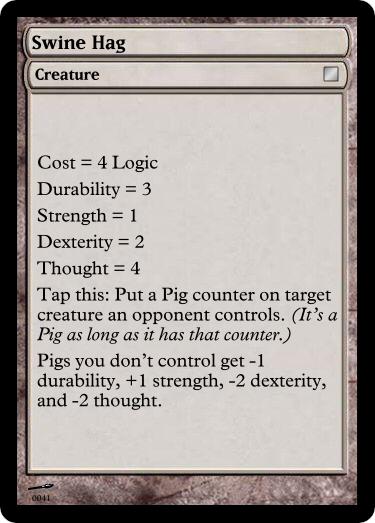 Swine Hag
Creature
Cost = 4 Logic
Durability = 3
Strength = 1
Dexterity = 2
Thought = 4
Tap this: Put a Pig counter on target
creature an opponent controls. (It's a
Pig as long as it has that counter.)
Pigs you don't control get -1
durability, +1 strength, -2 dexterity,
and -2 thought.
0041